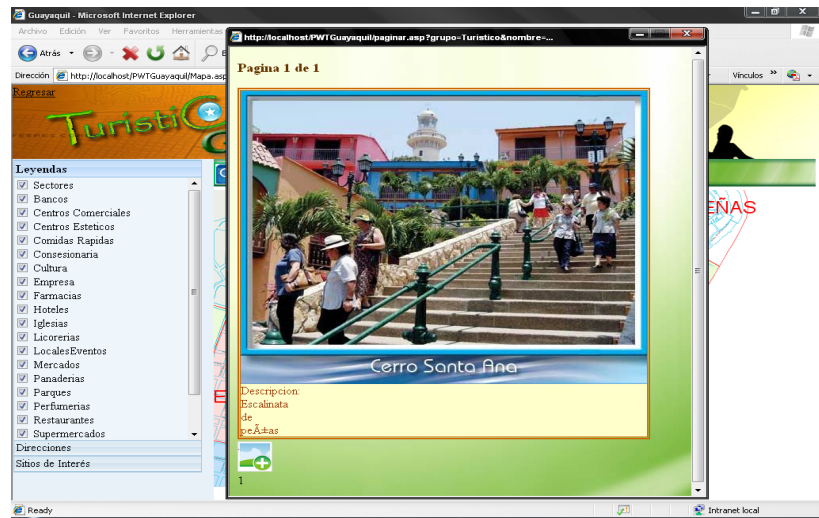 Guayaquil - Microsoft Internet Explorer
Archivo Edición Ver Favoritos Herramientas
Atrás
Dirección http://localhost/PWTGuayaquil/Mapa.asp
Vínculos »
Regresar
Turistic
Leyendas
Sectores
Bancos
Centros Comerciales
Centros Esteticos
Comidas Rapidas
Consesionaria
Cultura
Empresa
Farmacias
Hoteles
Iglesias
Licorerias
LocalesEventos
Mercados
Panaderias
Parques
Perfumerias
Restaurantes
Supermercados
Direcciones
Sitios de Interés
http://localhost/PWTGuayaquil/paginar.asp?grupo=Turistico&nombre=...
Pagina 1 de 1
Cerro Santa Ana
Descripcion:
Escalinata
de
peÃ±as
1
EÑAS
Ready
Intranet local